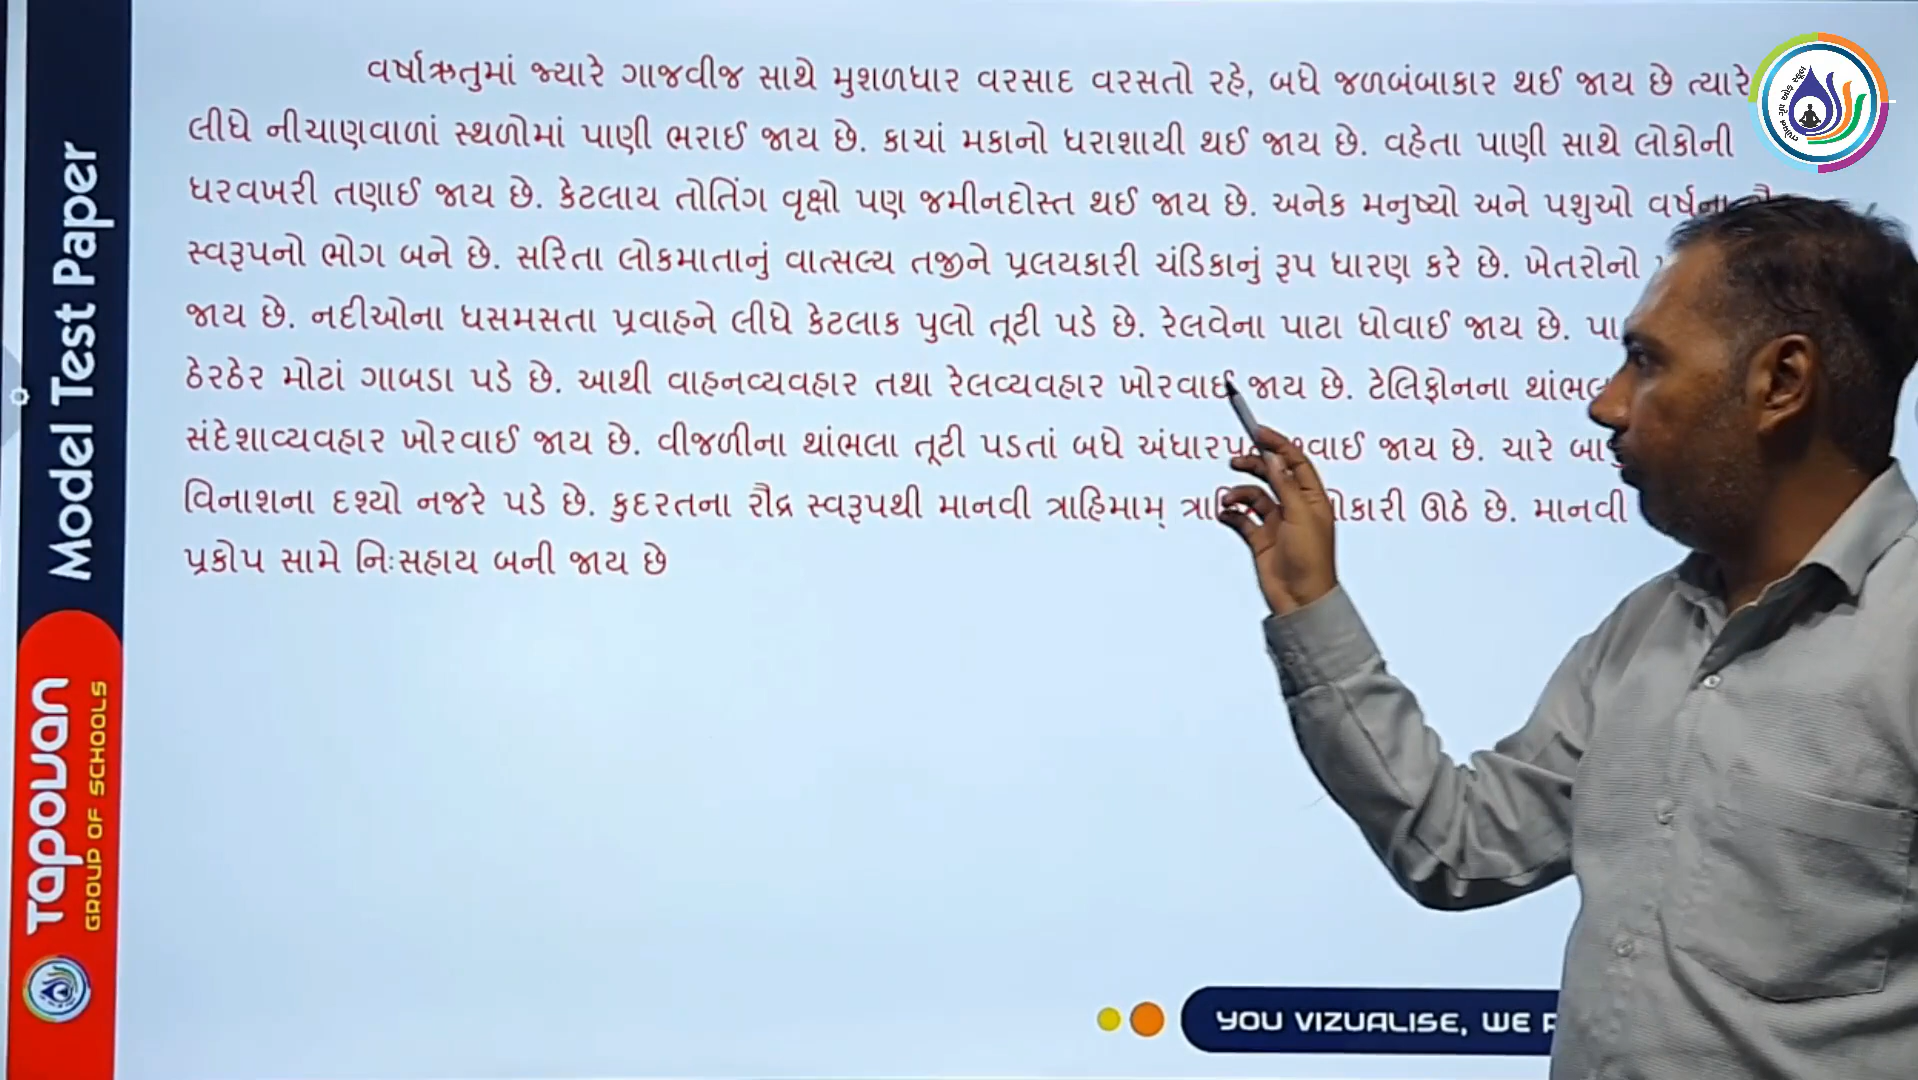 વર્ષાઋતુમાં જ્યારે ગાજવીજ સાથે મુશળધાર વરસાદ વરસતો રહે, બધે જળબંબાકાર થઈ જાય છે ત્યારે
લીધે નીચાણવાળાં સ્થળોમાં પાણી ભરાઈ જાય છે. કાચાં મકાનો ધરાશાયી થઈ જાય છે. વહેતા પાણી સાથે લોકોની
ઘરવખરી તણાઈ જાય છે. કેટલાય તોતિંગ વૃક્ષો પણ જમીનદોસ્ત થઈ જાય છે. અનેક મનુષ્યો અને પશુઓ વર્ષના
સ્વરૂપનો ભોગ બને છે. સરિતા લોકમાતાનું વાત્સલ્ય તજીને પ્રલયકારી ચંડિકાનું રૂપ ધારણ કરે છે. ખેતરોનો
જાય છે. નદીઓના ધસમસતા પ્રવાહને લીધે કેટલાક પુલો તૂટી પડે છે. રેલવેના પાટા ધોવાઈ જાય છે.
ઠેરઠેર મોટાં ગાબડા પડે છે. આથી વાહનવ્યવહાર તથા રેલવ્યવહાર ખોરવાઈ જાય છે. ટેલિફોનના
સંદેશાવ્યવહાર ખોરવાઈ જાય છે. વીજળીના થાંભલા તૂટી પડતાં બધે જાય છે. ચારે
વિનાશના દશ્યો નજરે પડે છે. કુદરતના રૌદ્ર સ્વરૂપથી માનવી ત્રાહિમામ્ ઊઠે છે. માનવી
પ્રકોપ સામે નિઃસહાય બની જાય છે
Model Test Paper
TAPOVAN
GROUP OF SCHOOLS
YOU VIZUALISE, WE